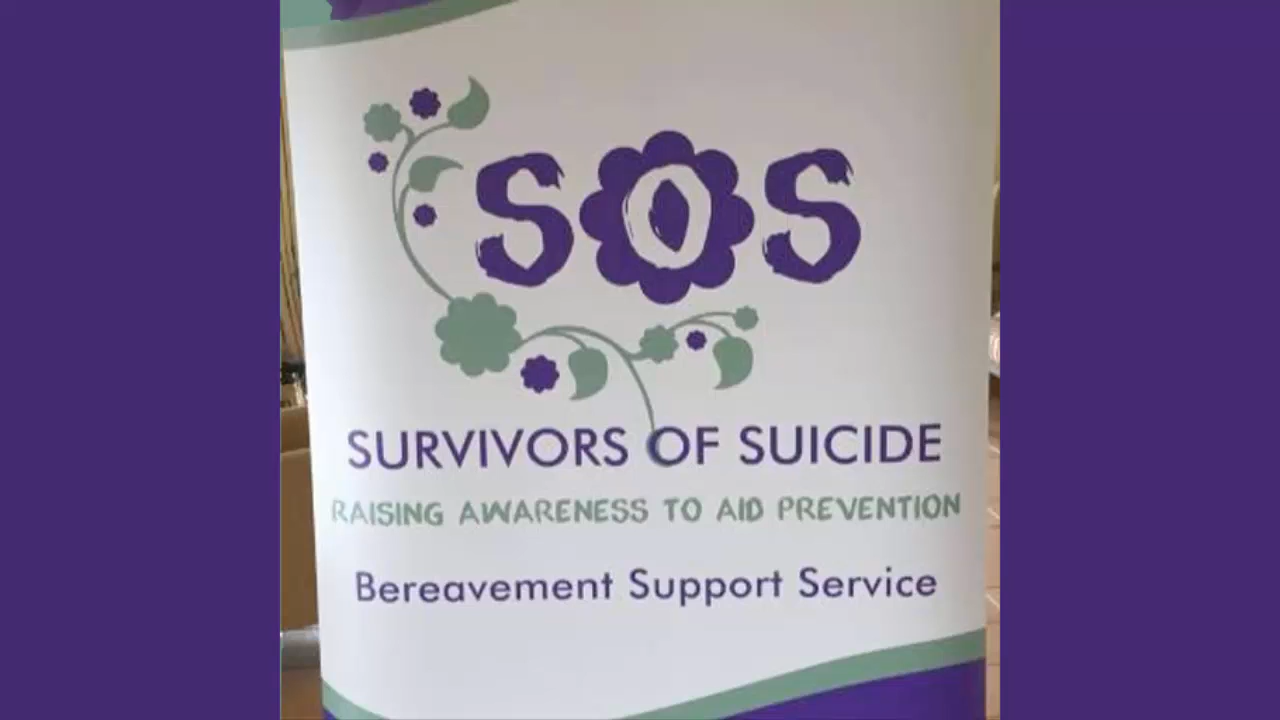 SOS
SURVIVORS OF SUICIDE
RAISING AWARENESS TO AID PREVENTION
Bereavement Support Service